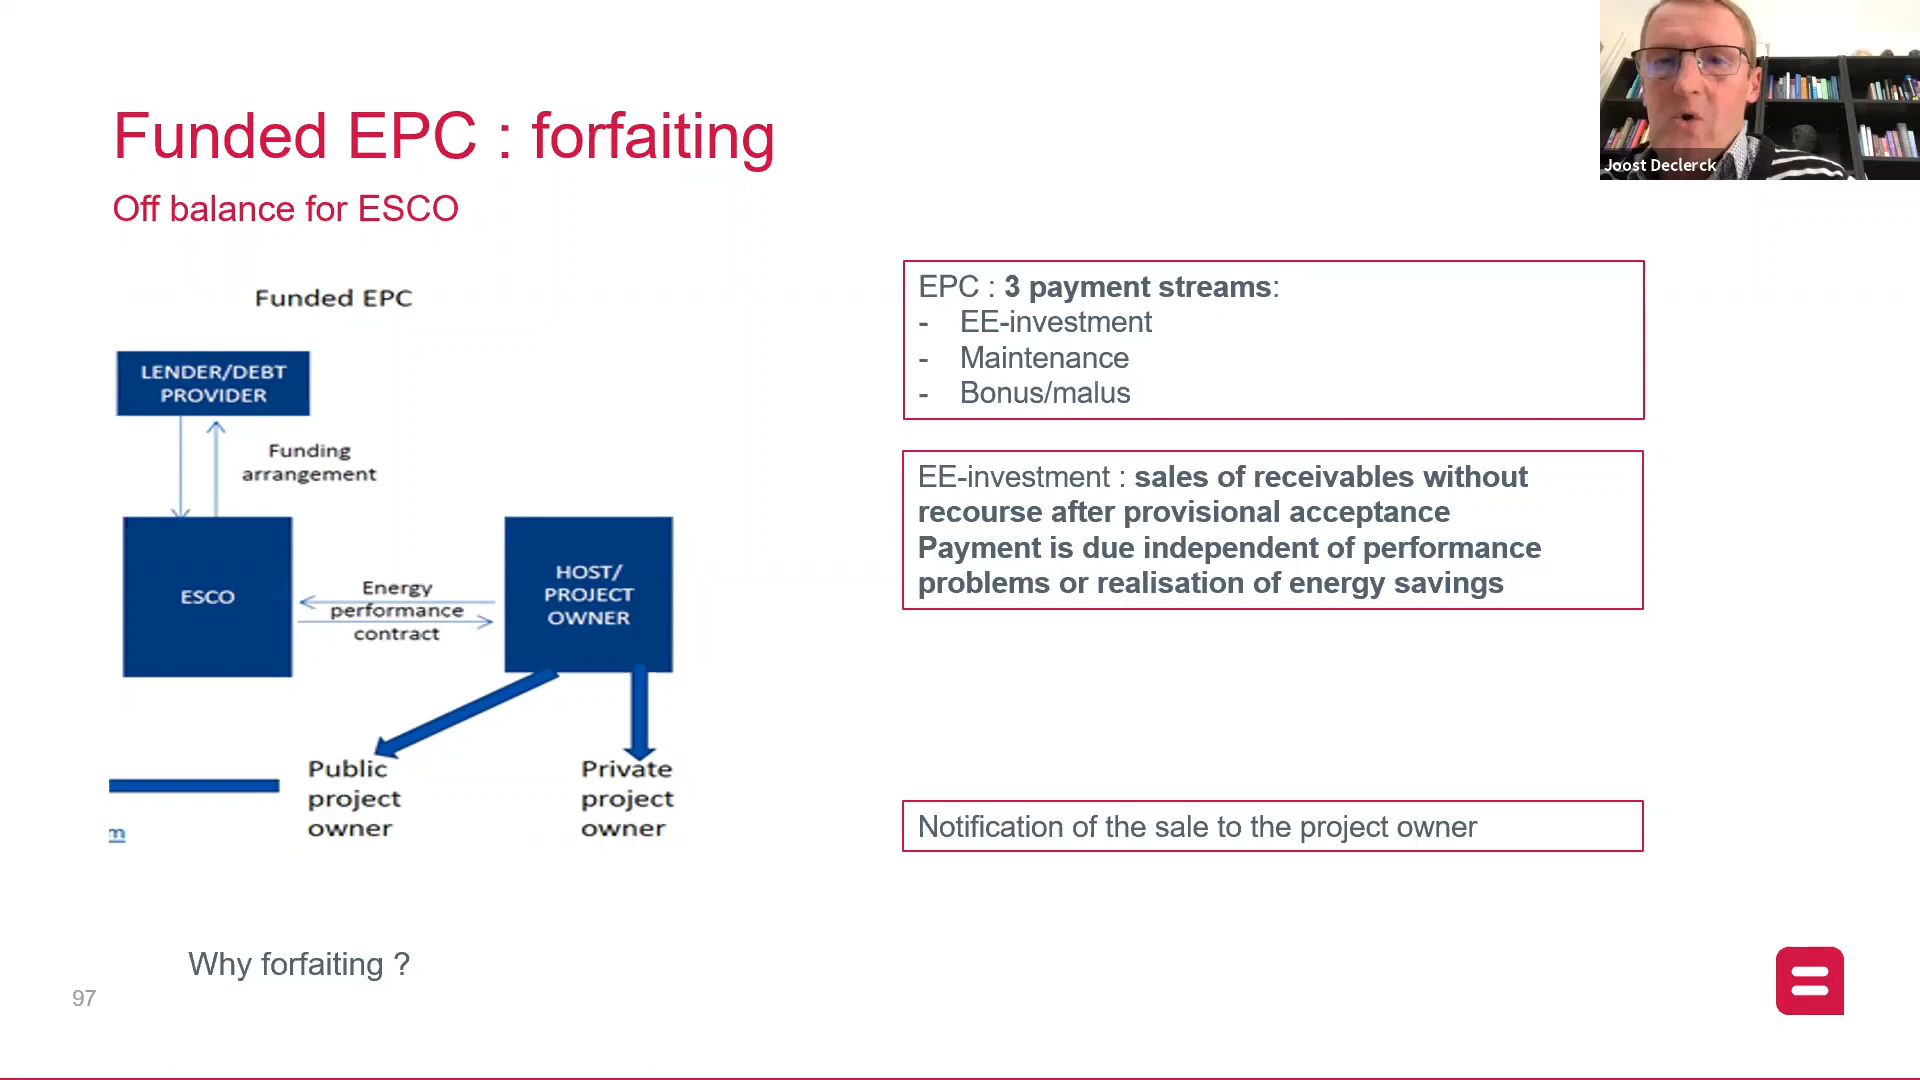 Funded EPC : forfaiting
Off balance for ESCO
Joost Declerck
Funded EPC
LENDER/DEBT
PROVIDER
Funding
arrangement
ESCO
Energy
performance
contract
HOST/
PROJECT
OWNER
Public
project
owner
Private
project
owner
m
EPC : 3 payment streams:
- EE-investment
- Maintenance
- Bonus/malus
EE-investment : sales of receivables without
recourse after provisional acceptance
Payment is due independent of performance
problems or realisation of energy savings
Notification of the sale to the project owner
Why forfaiting ?
97